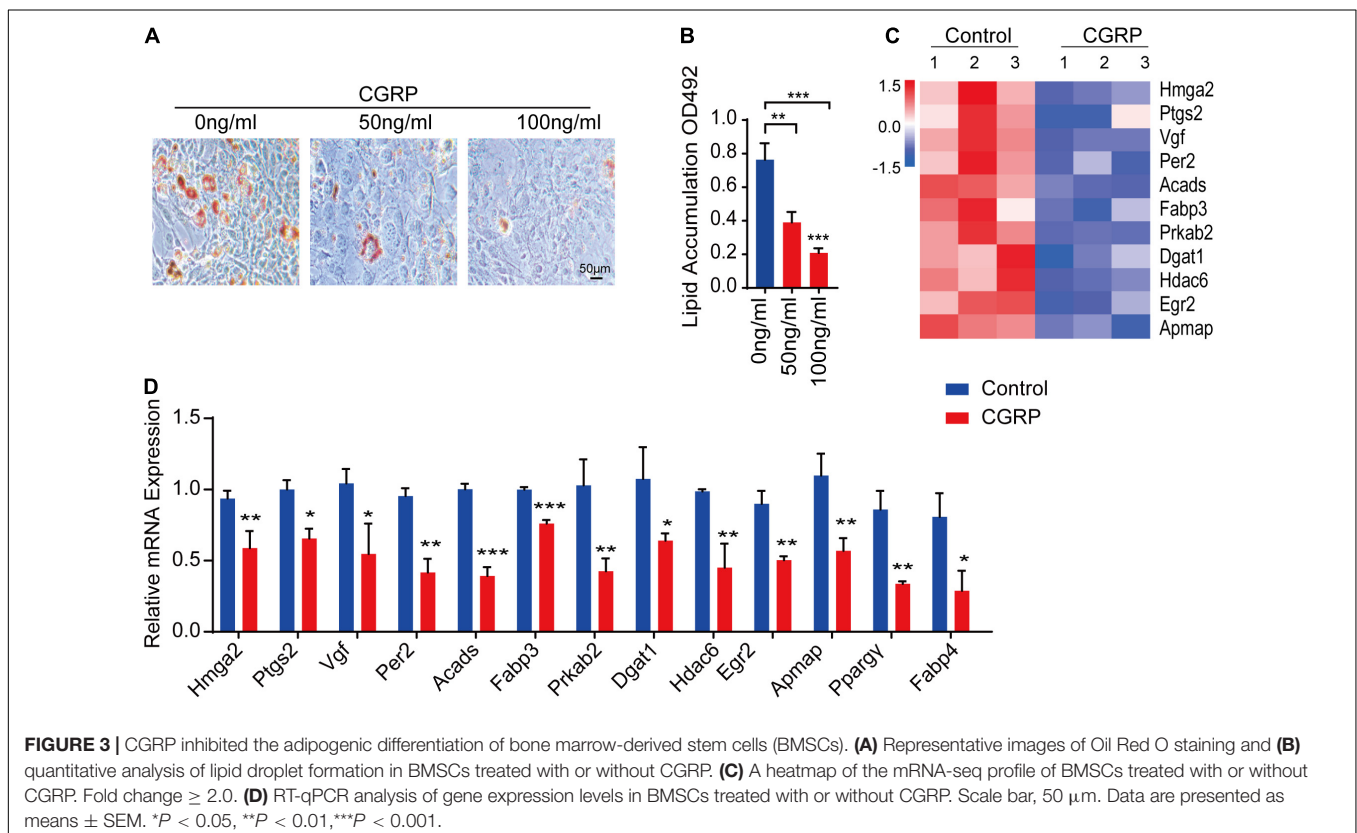 A
CGRP
0ng/ml 50ng/ml 100ng/ml
50µm
B
Lipid Accumulation OD492
1.0
0.8
0.6
0.4
0.2
0.0
***
**
***
0ng/ml
50ng/ml
100ng/ml
C
Control CGRP
1 2 3 1 2 3
1.5
0.0
-1.5
Hmga2
Ptgs2
Vgf
Per2
Acads
Fabp3
Prkab2
Dgat1
Hdac6
Egr2
Apmap
Control
CGRP
D
Relative mRNA Expression
1.5
1.0
0.5
0.0
** * * ** *** *** ** * ** ** ** ** *
Hmga2 Ptgs2 Vgf Per2 Acads Fabp3 Prkab2 Dgat1 Hdac6 Egr2 Apmap Ppargγ Fabp4
FIGURE 3 | CGRP inhibited the adipogenic differentiation of bone marrow-derived stem cells (BMSCs). (A) Representative images of Oil Red O staining and (B)
quantitative analysis of lipid droplet formation in BMSCs treated with or without CGRP. (C) A heatmap of the mRNA-seq profile of BMSCs treated with or without
CGRP. Fold change ≥ 2.0. (D) RT-qPCR analysis of gene expression levels in BMSCs treated with or without CGRP. Scale bar, 50 µm. Data are presented as
means ± SEM. *P < 0.05, **P < 0.01,***P < 0.001.